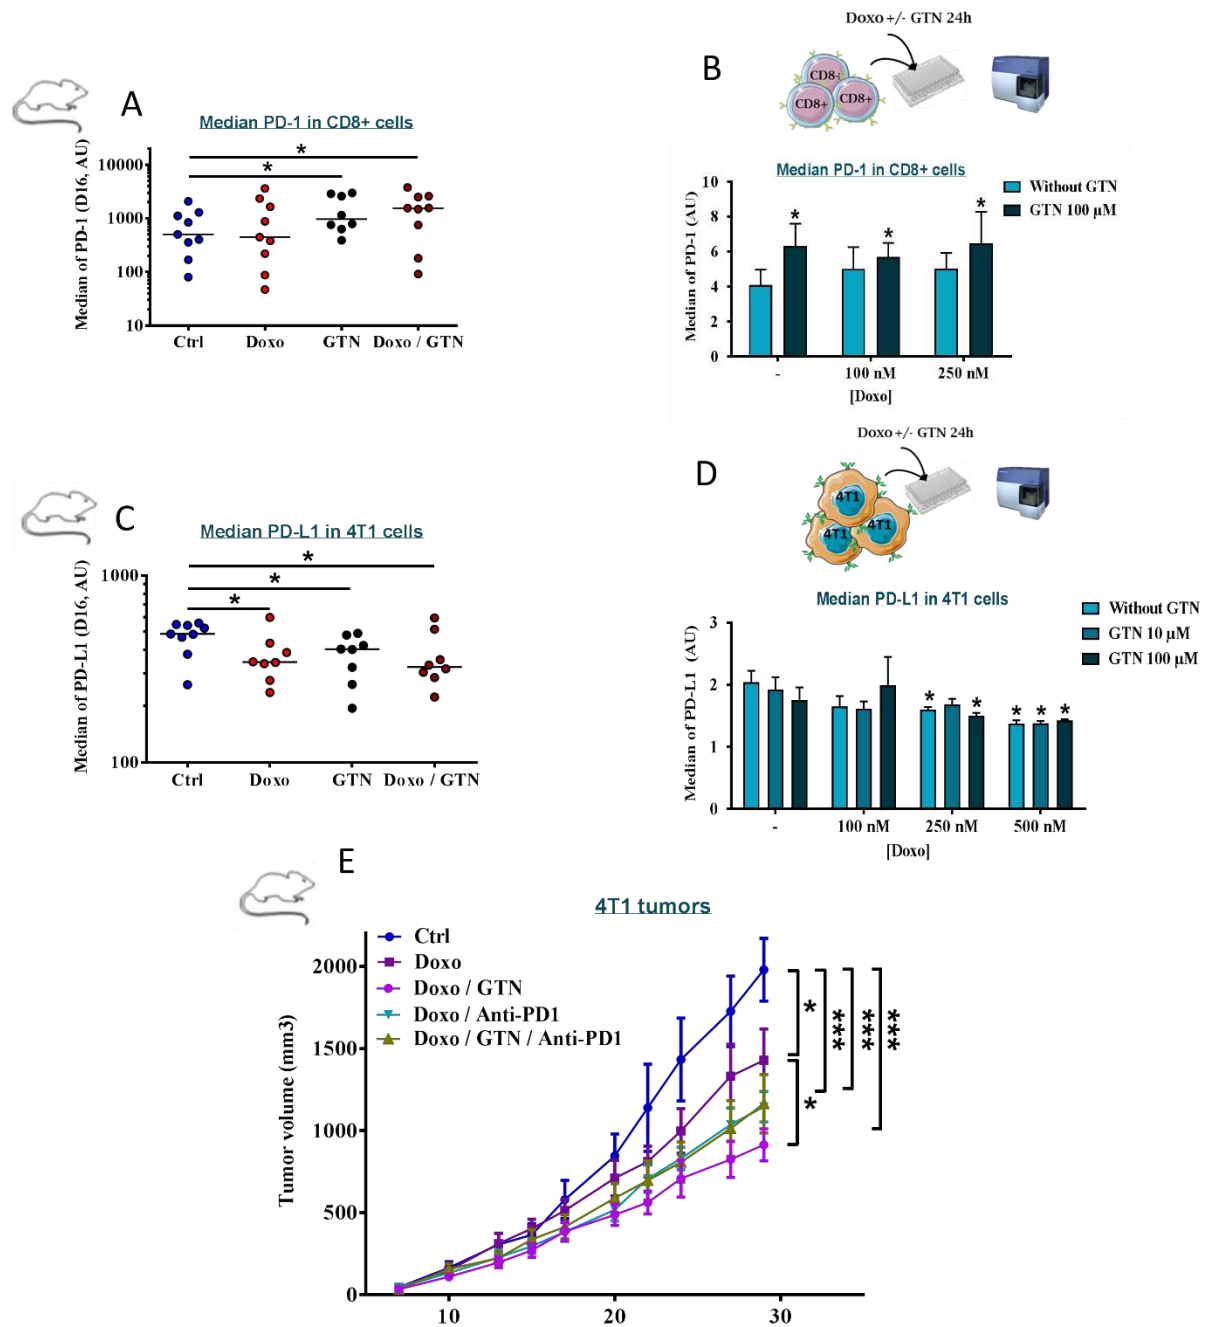 Doxo +/- GTN 24h
A
B
CD8+
CD8+
CD8+
Median PD-1 in CD8+ cells
Median of PD-1 (D16, AU)
10000
1000
100
10
*
*
Ctrl
Doxo
GTN
Doxo / GTN
Median PD-1 in CD8+ cells
Without GTN
GTN 100 µM
Median of PD-1 (AU)
10
8
6
4
2
0
*
*
*
-
100 nM
250 nM
[Doxo]
Doxo +/- GTN 24h
C
D
4T1
4T1
4T1
Median PD-L1 in 4T1 cells
Median of PD-L1 (D16, AU)
1000
100
*
*
*
Ctrl
Doxo
GTN
Doxo / GTN
Median PD-L1 in 4T1 cells
Without GTN
GTN 10 µM
GTN 100 µM
Median of PD-L1 (AU)
3
2
1
0
*
*
*
*
*
-
100 nM
250 nM
500 nM
[Doxo]
E
4T1 tumors
Ctrl
Doxo
Doxo / GTN
Doxo / Anti-PD1
Doxo / GTN / Anti-PD1
Tumor volume (mm3)
2000
1500
1000
500
0
10
20
30
*
*
***
***
***